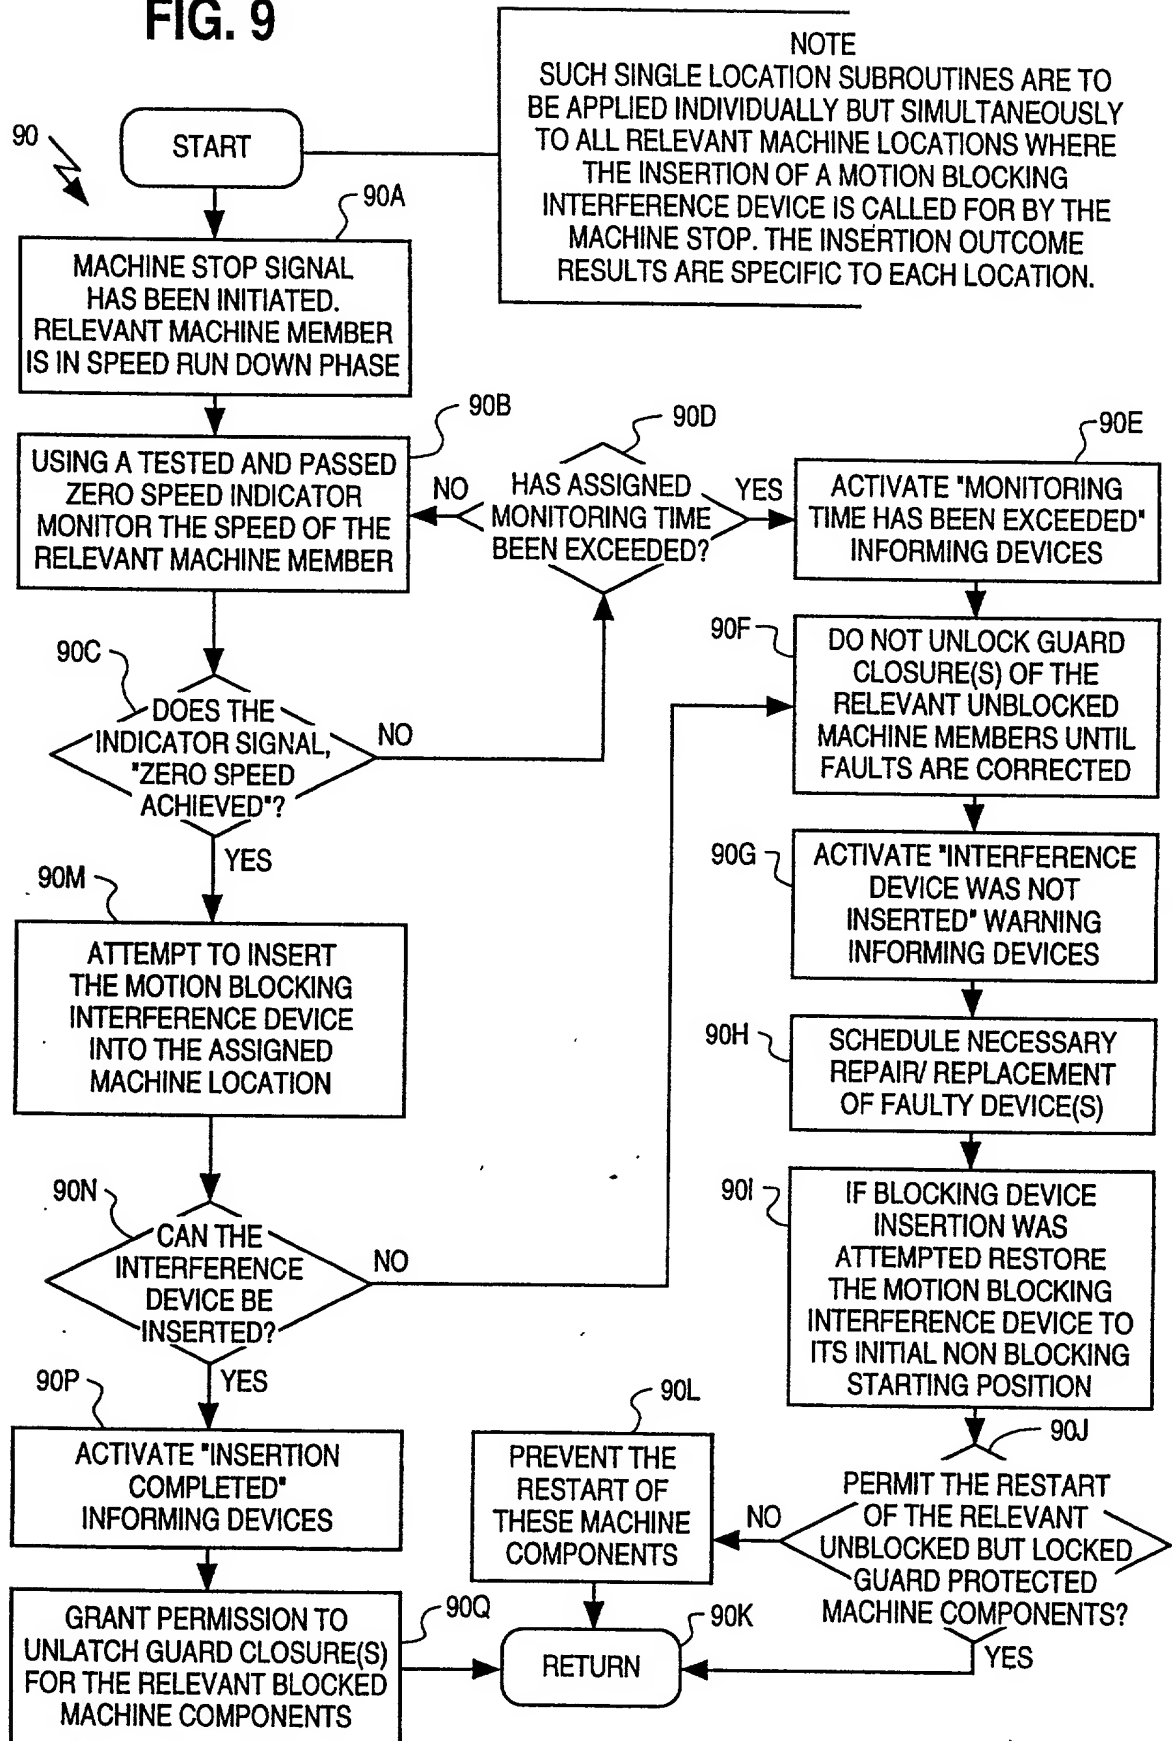 FIG. 9
NOTE
SUCH SINGLE LOCATION SUBROUTINES ARE TO
BE APPLIED INDIVIDUALLY BUT SIMULTANEOUSLY
TO ALL RELEVANT MACHINE LOCATIONS WHERE
THE INSERTION OF A MOTION BLOCKING
INTERFERENCE DEVICE IS CALLED FOR BY THE
MACHINE STOP. THE INSERTION OUTCOME
RESULTS ARE SPECIFIC TO EACH LOCATION.
90
START
90A
MACHINE STOP SIGNAL
HAS BEEN INITIATED.
RELEVANT MACHINE MEMBER
IS IN SPEED RUN DOWN PHASE
90B
USING A TESTED AND PASSED
ZERO SPEED INDICATOR
MONITOR THE SPEED OF THE
RELEVANT MACHINE MEMBER
90C
DOES THE
INDICATOR SIGNAL,
"ZERO SPEED
ACHIEVED"?
NO
YES
90D
HAS ASSIGNED
MONITORING TIME
BEEN EXCEEDED?
NO
YES
90E
ACTIVATE "MONITORING
TIME HAS BEEN EXCEEDED"
INFORMING DEVICES
90F
DO NOT UNLOCK GUARD
CLOSURE(S) OF THE
RELEVANT UNBLOCKED
MACHINE MEMBERS UNTIL
FAULTS ARE CORRECTED
90G
ACTIVATE "INTERFERENCE
DEVICE WAS NOT
INSERTED" WARNING
INFORMING DEVICES
90H
SCHEDULE NECESSARY
REPAIR/ REPLACEMENT
OF FAULTY DEVICE(S)
90I
IF BLOCKING DEVICE
INSERTION WAS
ATTEMPTED RESTORE
THE MOTION BLOCKING
INTERFERENCE DEVICE TO
ITS INITIAL NON BLOCKING
STARTING POSITION
90J
PERMIT THE RESTART
OF THE RELEVANT
UNBLOCKED BUT LOCKED
GUARD PROTECTED
MACHINE COMPONENTS?
NO
YES
90L
PREVENT THE
RESTART OF
THESE MACHINE
COMPONENTS
90K
RETURN
90M
ATTEMPT TO INSERT
THE MOTION BLOCKING
INTERFERENCE DEVICE
INTO THE ASSIGNED
MACHINE LOCATION
90N
CAN THE
INTERFERENCE
DEVICE BE
INSERTED?
NO
YES
90P
ACTIVATE "INSERTION
COMPLETED"
INFORMING DEVICES
90Q
GRANT PERMISSION TO
UNLATCH GUARD CLOSURE(S)
FOR THE RELEVANT BLOCKED
MACHINE COMPONENTS